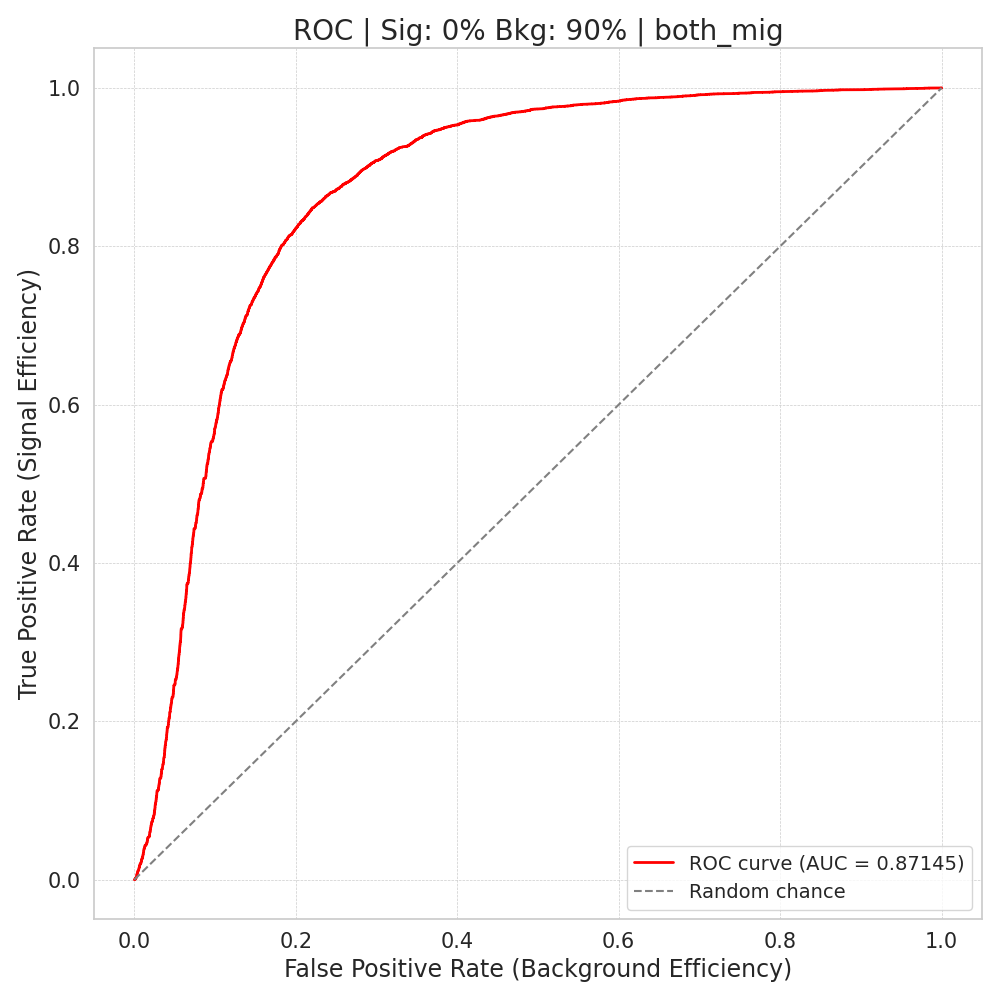 ROC | Sig: 0% Bkg: 90% | both_mig
True Positive Rate (Signal Efficiency)
1.0
0.8
0.6
0.4
0.2
0.0
ROC curve (AUC = 0.87145)
Random chance
0.0 0.2 0.4 0.6 0.8 1.0
False Positive Rate (Background Efficiency)